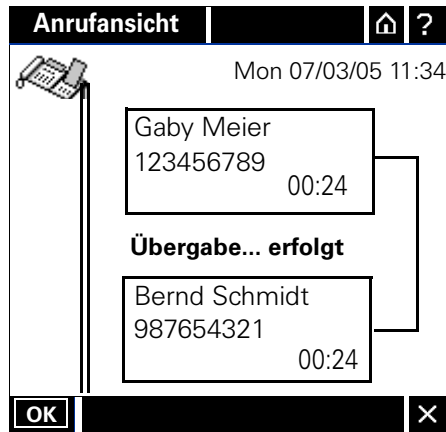 Anrufansicht ?
Mon 07/03/05 11:34
Gaby Meier
123456789
00:24
Übergabe... erfolgt
Bernd Schmidt
987654321
00:24
OK